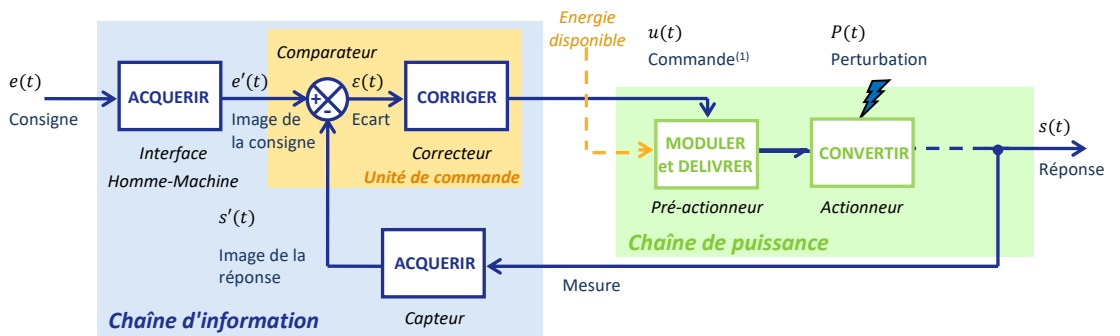 Energie
disponible
u(t)
Commande(1)
P(t)
Perturbation
Comparateur
e(t)
Consigne
ACQUERIR
e′(t)
Image de
la consigne
+
-
ε(t)
Ecart
CORRIGER
Interface
Homme-Machine
Correcteur
Unité de commande
MODULER
et DELIVRER
CONVERTIR
s(t)
Réponse
Pré-actionneur
Actionneur
Chaîne de puissance
s′(t)
Image de la
réponse
ACQUERIR
Mesure
Capteur
Chaîne d'information